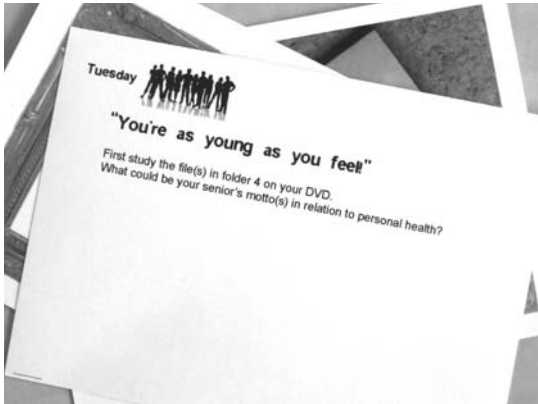 Tuesday
"You're as young as you feel!"
First study the file(s) in folder 4 on your DVD.
What could be your senior's motto(s) in relation to personal health?